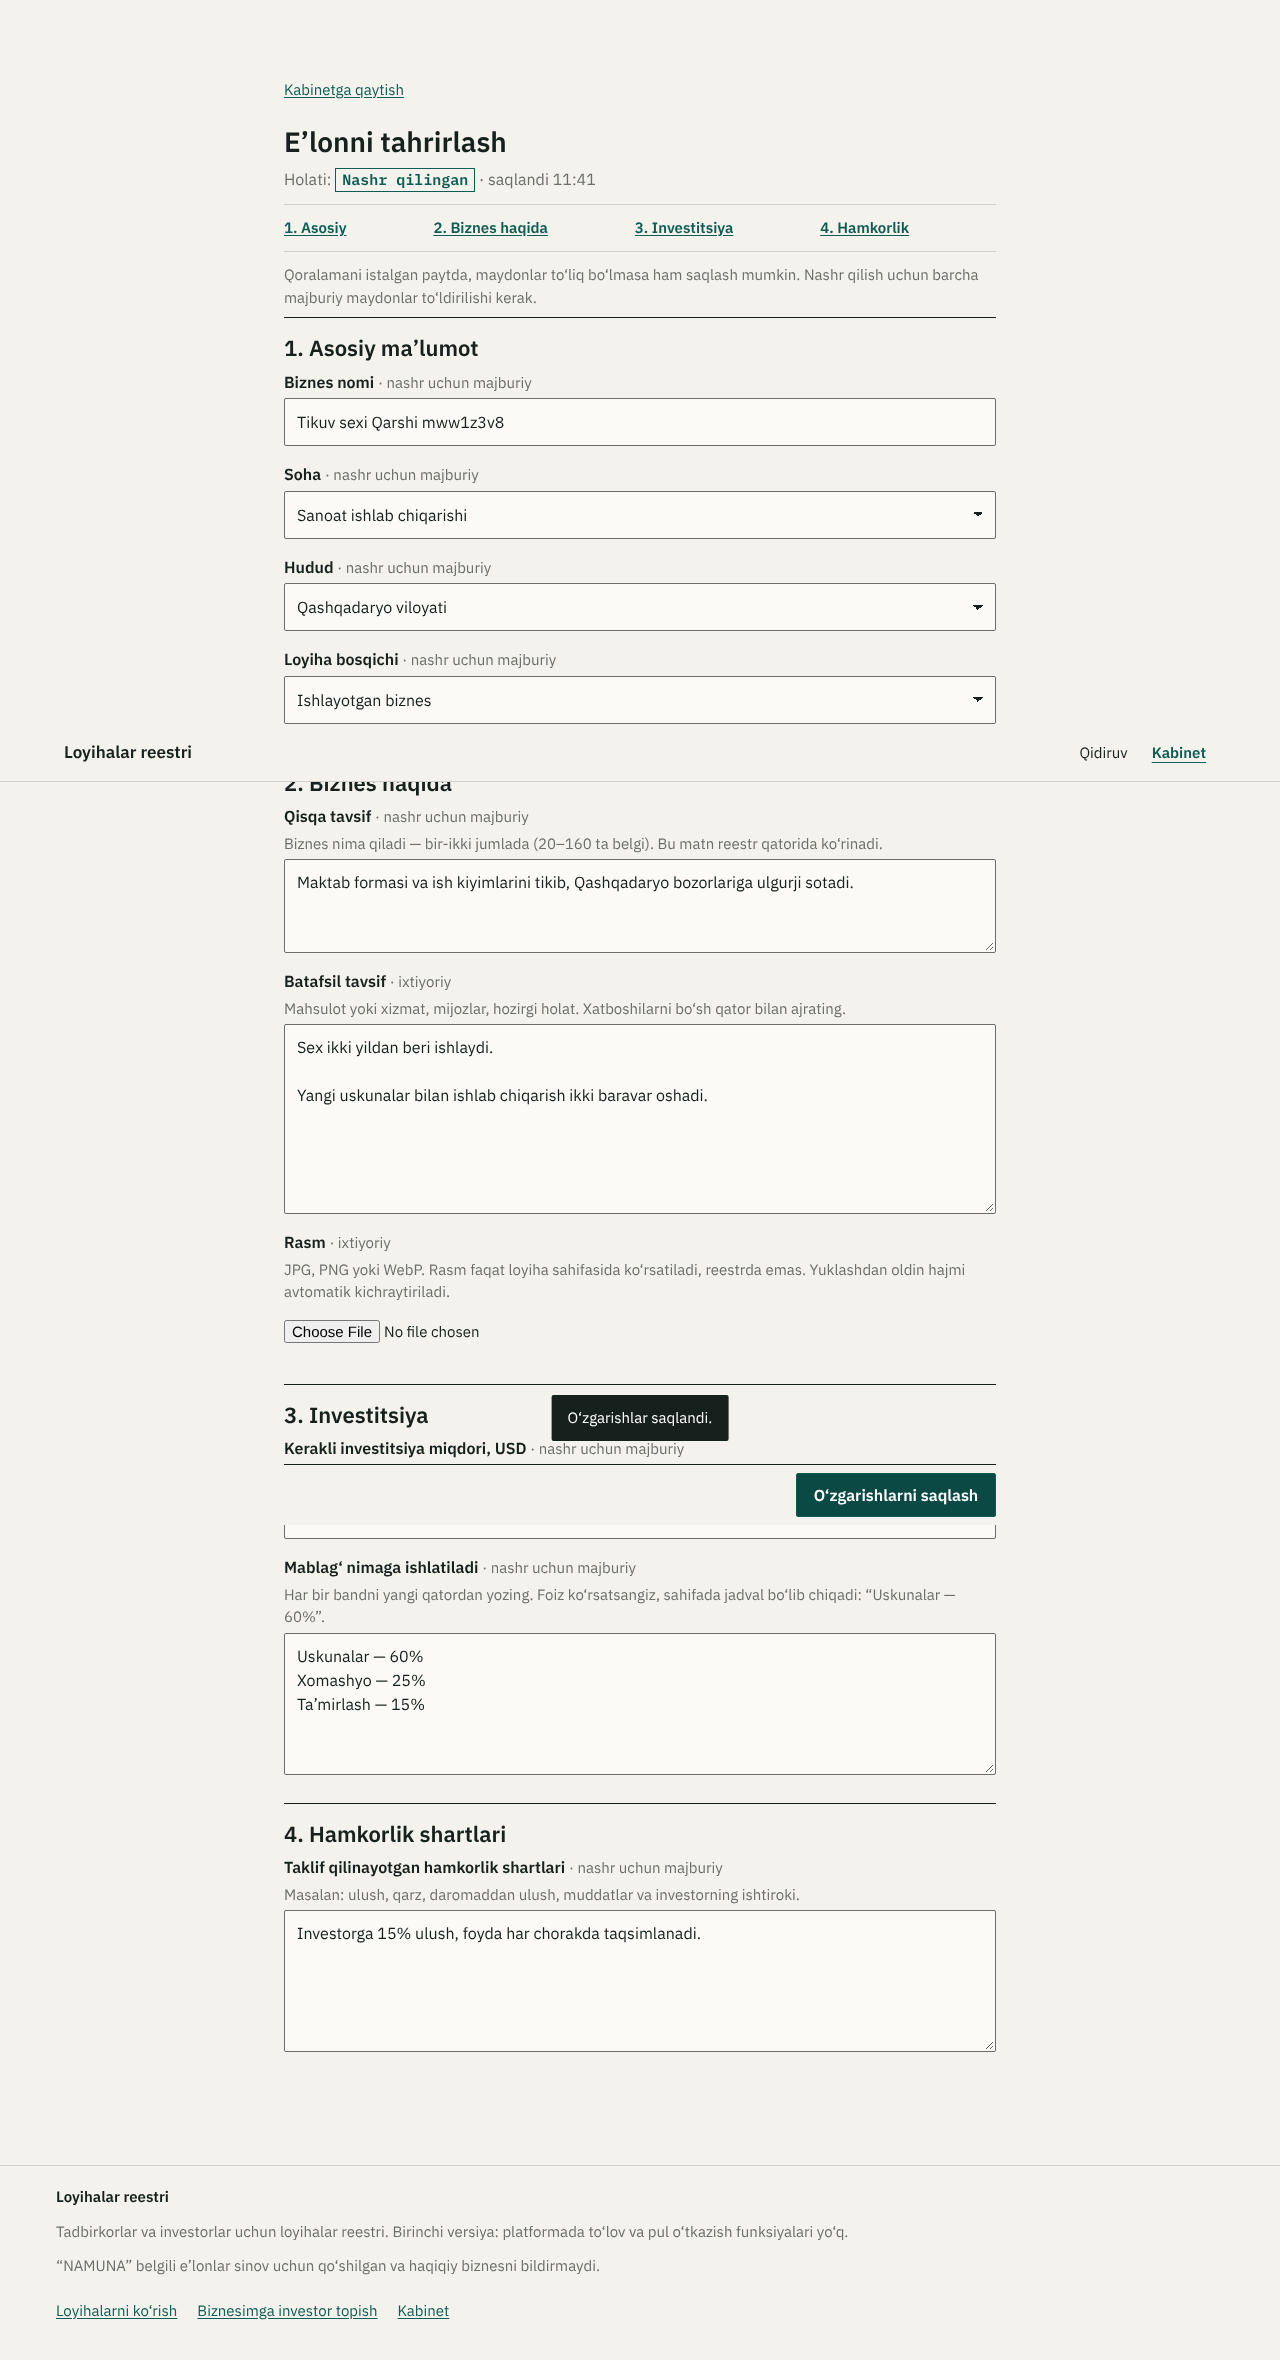 Kabinetga qaytish
E’lonni tahrirlash
Holati: Nashr qilingan · saqlandi 11:41
1. Asosiy 2. Biznes haqida 3. Investitsiya 4. Hamkorlik
Qoralamani istalgan paytda, maydonlar to‘liq bo‘lmasa ham saqlash mumkin. Nashr qilish uchun barcha
majburiy maydonlar to‘ldirilishi kerak.
1. Asosiy ma’lumot
Biznes nomi · nashr uchun majburiy
Tikuv sexi Qarshi mww1z3v8
Soha · nashr uchun majburiy
Sanoat ishlab chiqarishi
Hudud · nashr uchun majburiy
Qashqadaryo viloyati
Loyiha bosqichi · nashr uchun majburiy
Ishlayotgan biznes
Loyihalar reestri Qidiruv Kabinet
2. Biznes haqida
Qisqa tavsif · nashr uchun majburiy
Biznes nima qiladi — bir-ikki jumlada (20–160 ta belgi). Bu matn reestr qatorida ko‘rinadi.
Maktab formasi va ish kiyimlarini tikib, Qashqadaryo bozorlariga ulgurji sotadi.
Batafsil tavsif · ixtiyoriy
Mahsulot yoki xizmat, mijozlar, hozirgi holat. Xatboshilarni bo‘sh qator bilan ajrating.
Sex ikki yildan beri ishlaydi.
Yangi uskunalar bilan ishlab chiqarish ikki baravar oshadi.
Rasm · ixtiyoriy
JPG, PNG yoki WebP. Rasm faqat loyiha sahifasida ko‘rsatiladi, reestrda emas. Yuklashdan oldin hajmi
avtomatik kichraytiriladi.
Choose File No file chosen
3. Investitsiya
O‘zgarishlar saqlandi.
Kerakli investitsiya miqdori, USD · nashr uchun majburiy
O‘zgarishlarni saqlash
Mablag‘ nimaga ishlatiladi · nashr uchun majburiy
Har bir bandni yangi qatordan yozing. Foiz ko‘rsatsangiz, sahifada jadval bo‘lib chiqadi: “Uskunalar —
60%”.
Uskunalar — 60%
Xomashyo — 25%
Ta’mirlash — 15%
4. Hamkorlik shartlari
Taklif qilinayotgan hamkorlik shartlari · nashr uchun majburiy
Masalan: ulush, qarz, daromaddan ulush, muddatlar va investorning ishtiroki.
Investorga 15% ulush, foyda har chorakda taqsimlanadi.
Loyihalar reestri
Tadbirkorlar va investorlar uchun loyihalar reestri. Birinchi versiya: platformada to‘lov va pul o‘tkazish funksiyalari yo‘q.
“NAMUNA” belgili e’lonlar sinov uchun qo‘shilgan va haqiqiy biznesni bildirmaydi.
Loyihalarni ko‘rish Biznesimga investor topish Kabinet